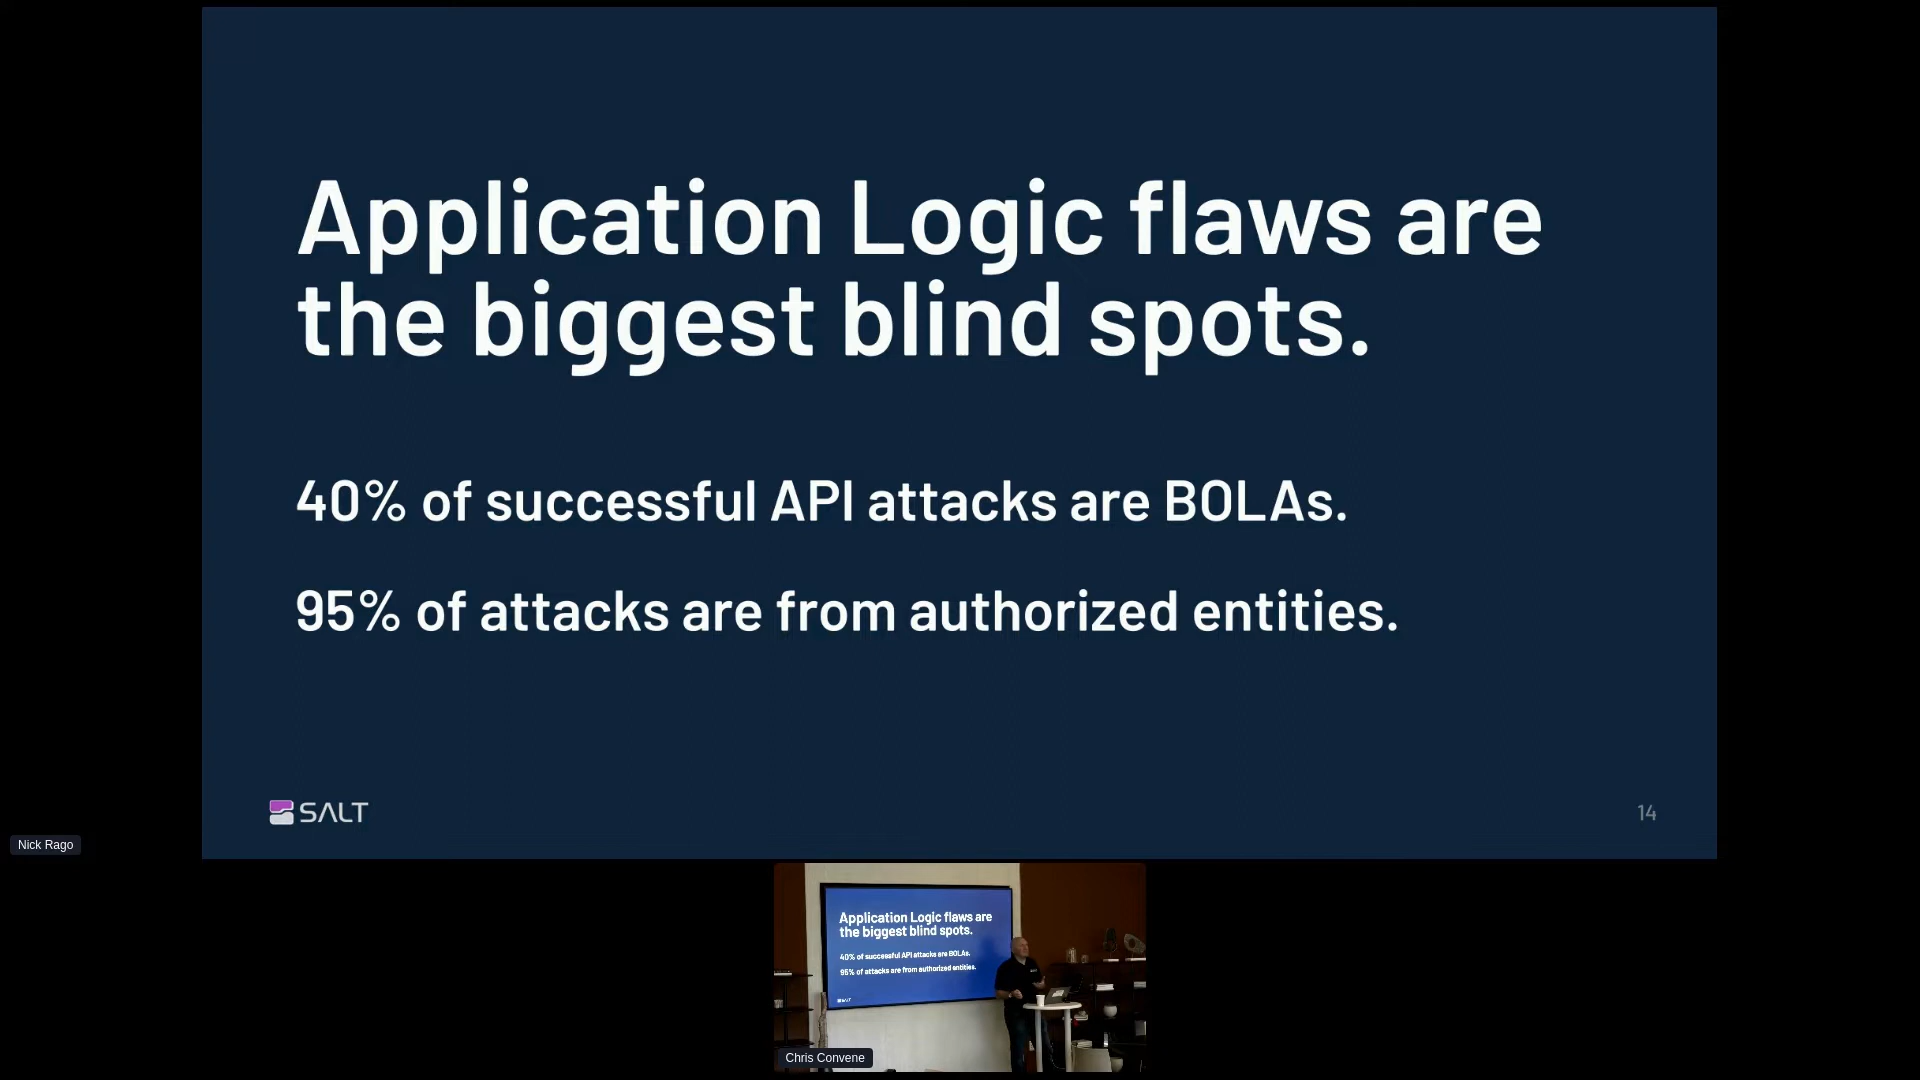 Application Logic flaws are
the biggest blind spots.
40% of successful API attacks are BOLAs.
95% of attacks are from authorized entities.
SALT
14
Nick Rago
Application Logic flaws are
the biggest blind spots.
40% of successful API attacks are BOLAs.
95% of attacks are from authorized entities.
SALT
Chris Convene